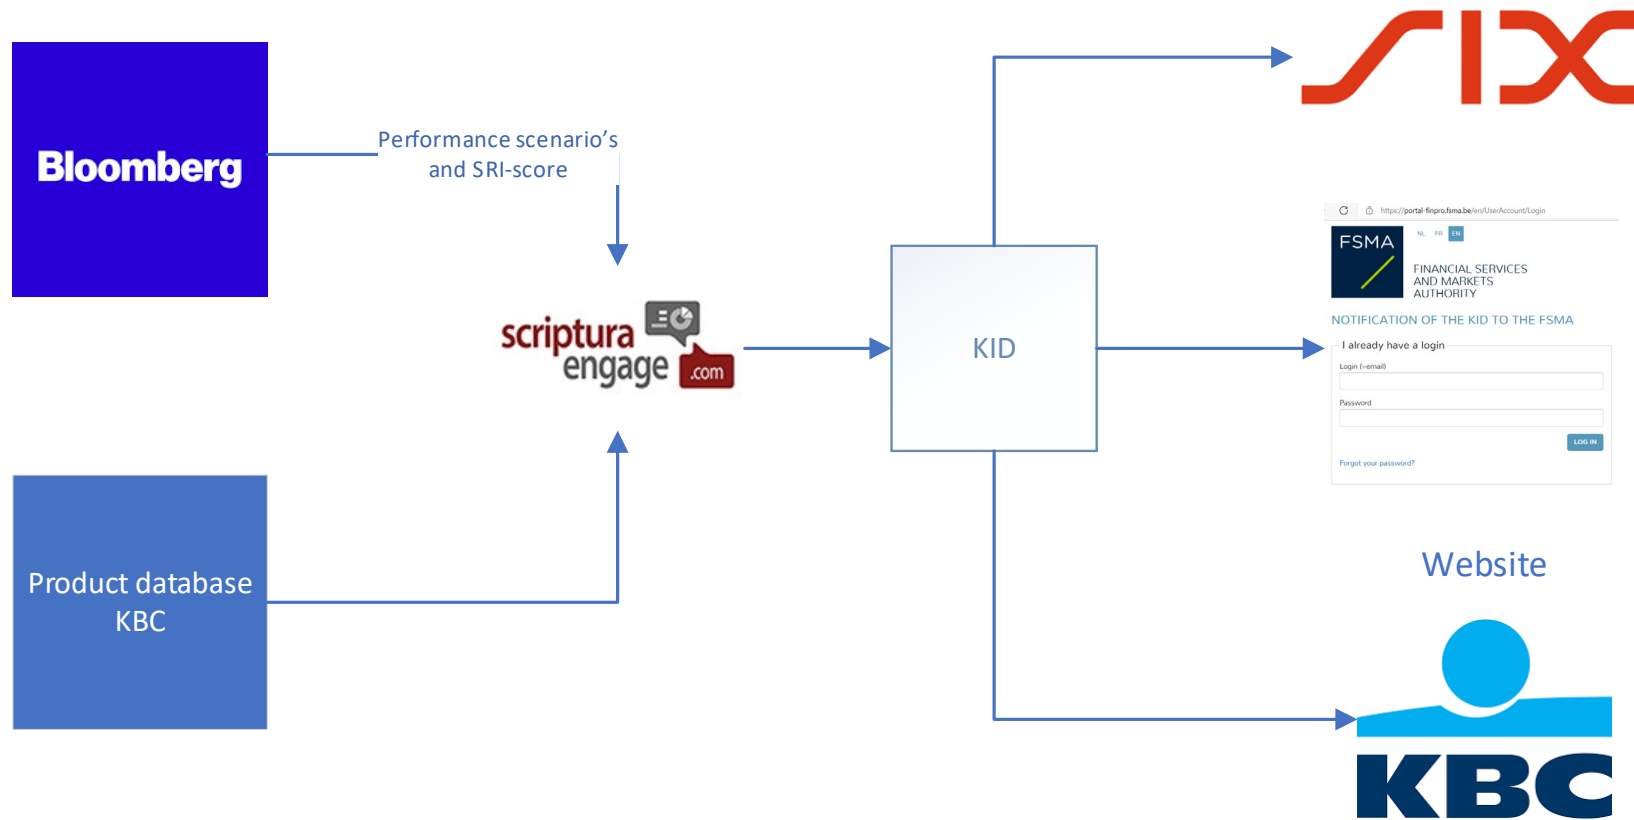 SIX
Bloomberg
Performance scenario's
and SRI-score
https://portal-finpro.fsma.be/en/UserAccount/Login
FSMA
NL FR EN
FINANCIAL SERVICES
AND MARKETS
AUTHORITY
NOTIFICATION OF THE KID TO THE FSMA
I already have a login
Login (=email)
Password
LOG IN
Forgot your password?
scriptura
engage .com
KID
Product database
KBC
Website
KBC